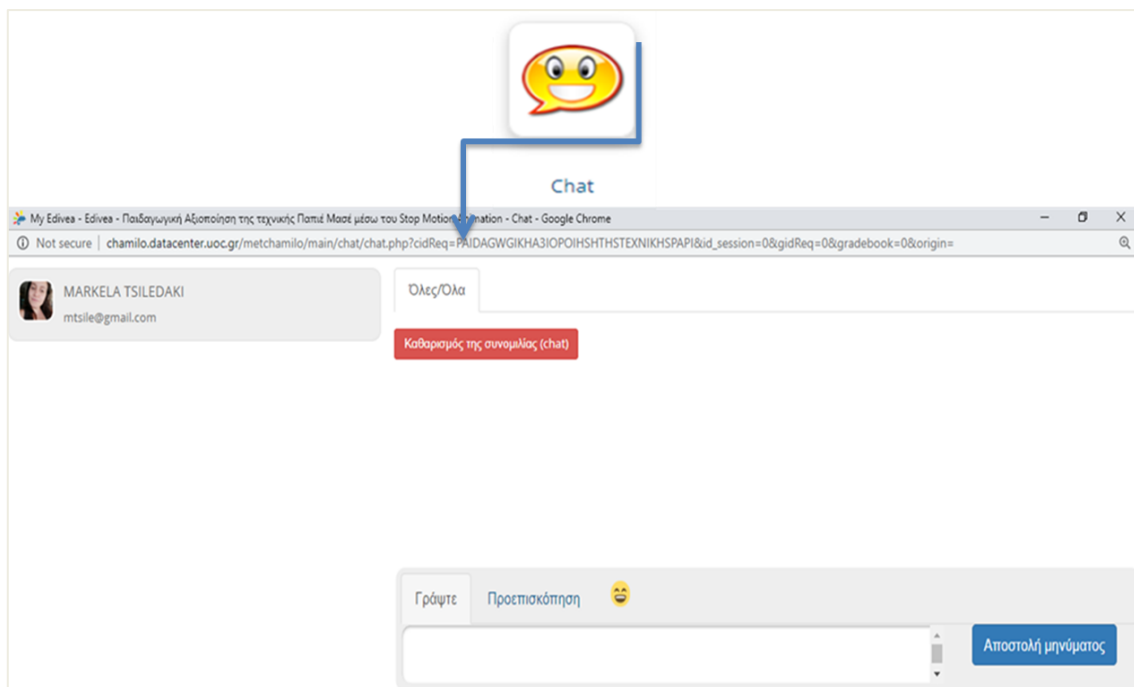 Chat
My Edivea - Edivea - Παιδαγωγική Αξιοποίηση της τεχνικής Παπιέ Μασέ μέσω του Stop Motion Animation - Chat - Google Chrome
Not secure | chamilo.datacenter.uoc.gr/metchamilo/main/chat/chat.php?cidReq=PAIDAGWGIKHA3IOPOIHSHTHSTEXNIKHSPAPI&id_session=0&gidReq=0&gradebook=0&origin=
MARKELA TSILEDAKI
mtsile@gmail.com
Όλες/Όλα
Καθαρισμός της συνομιλίας (chat)
Γράψτε Προεπισκόπηση
Αποστολή μηνύματος